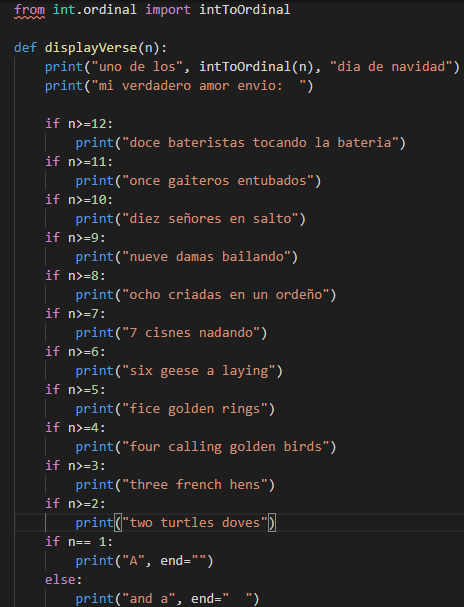 from int.ordinal import intToOrdinal
def displayVerse(n):
    print("uno de los", intToOrdinal(n), "dia de navidad")
    print("mi verdadero amor envio:  ")
    if n>=12:
        print("doce bateristas tocando la bateria")
    if n>=11:
        print("once gaiteros entubados")
    if n>=10:
        print("diez señores en salto")
    if n>=9:
        print("nueve damas bailando")
    if n>=8:
        print("ocho criadas en un ordeño")
    if n>=7:
        print("7 cisnes nadando")
    if n>=6:
        print("six geese a laying")
    if n>=5:
        print("fice golden rings")
    if n>=4:
        print("four calling golden birds")
    if n>=3:
        print("three french hens")
    if n>=2:
        print("two turtles doves")
    if n== 1:
        print("A", end="")
    else:
        print("and a", end="  ")